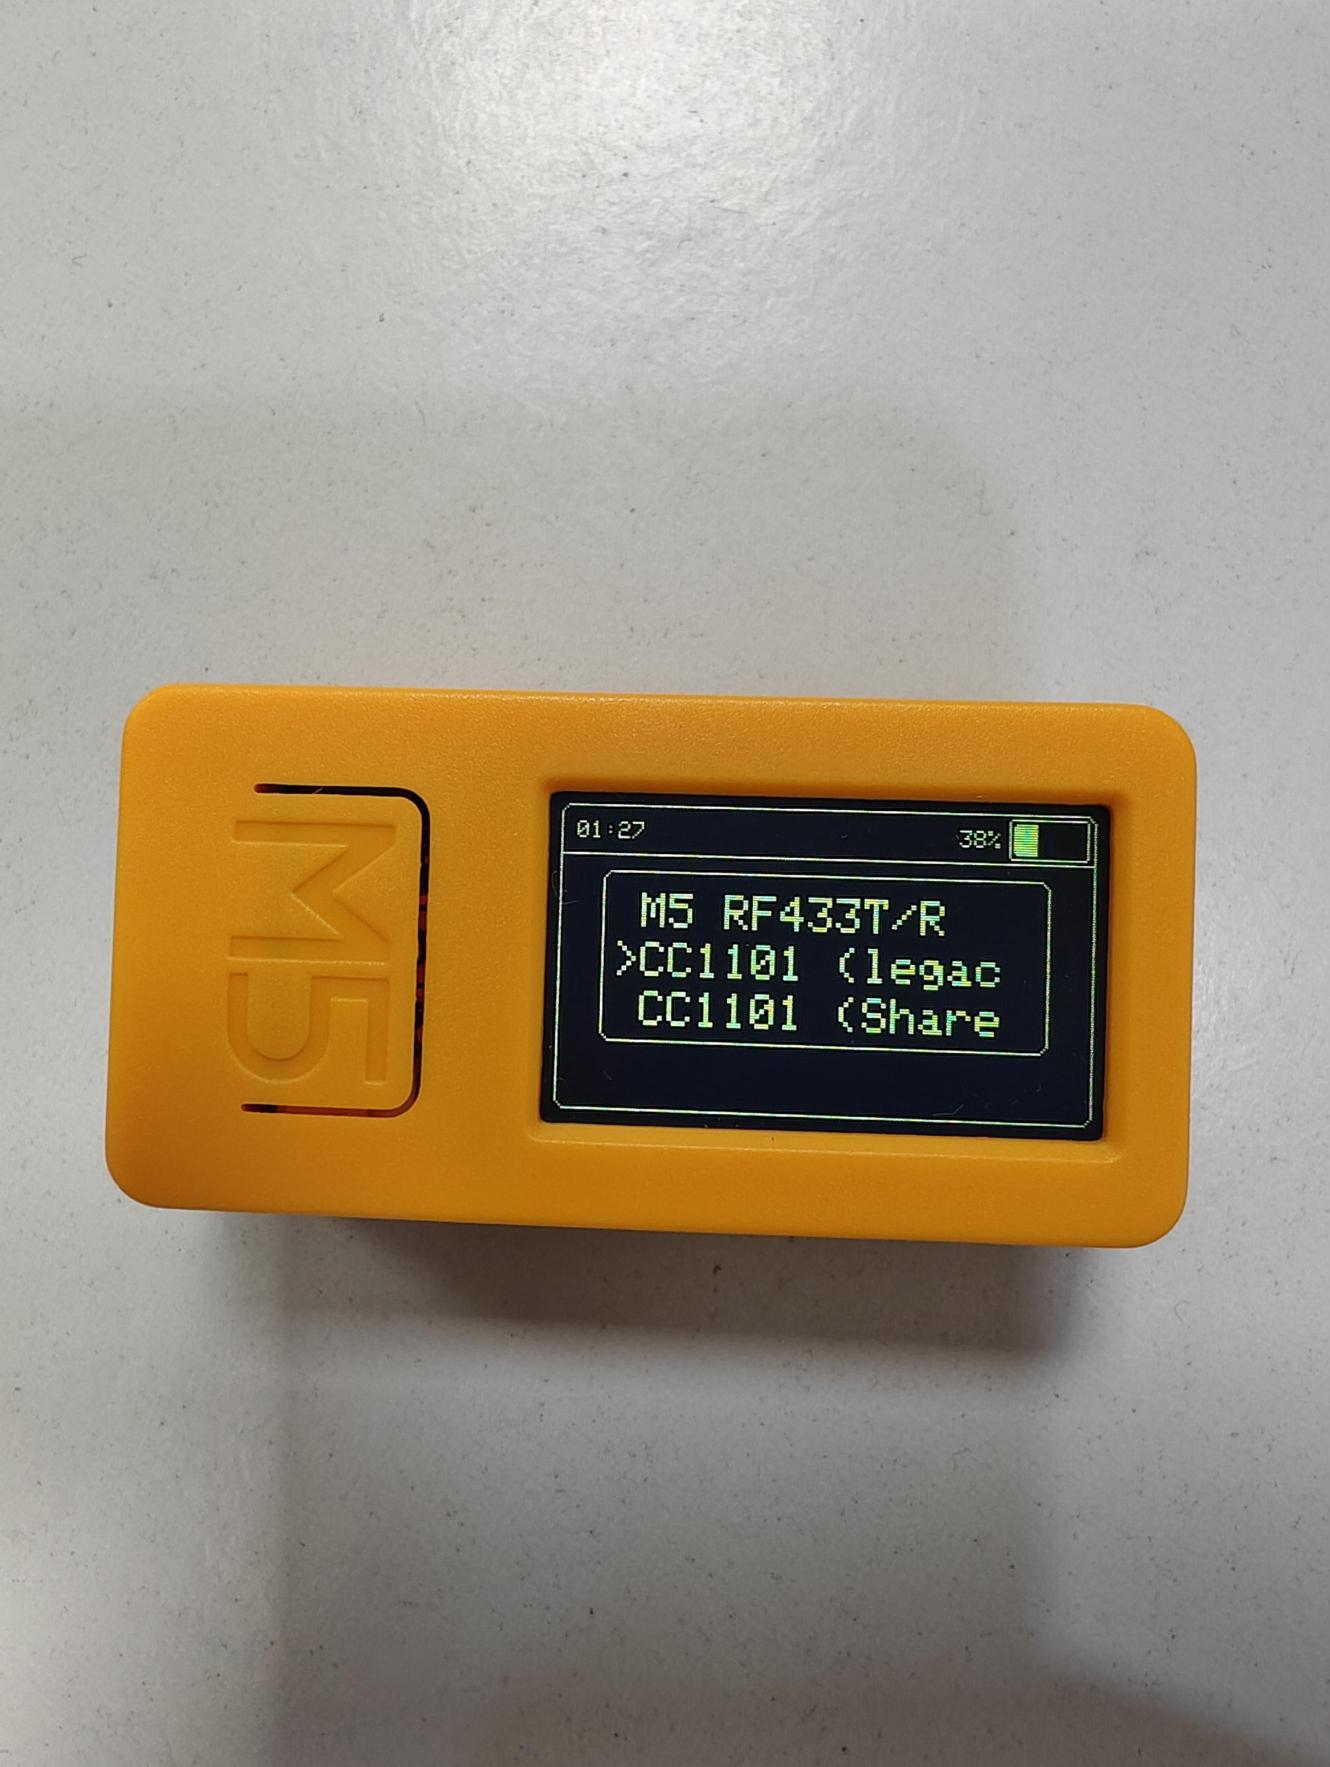 M5
01:27 38%
M5 RF433T/R
>CC1101 (legac
CC1101 (Share